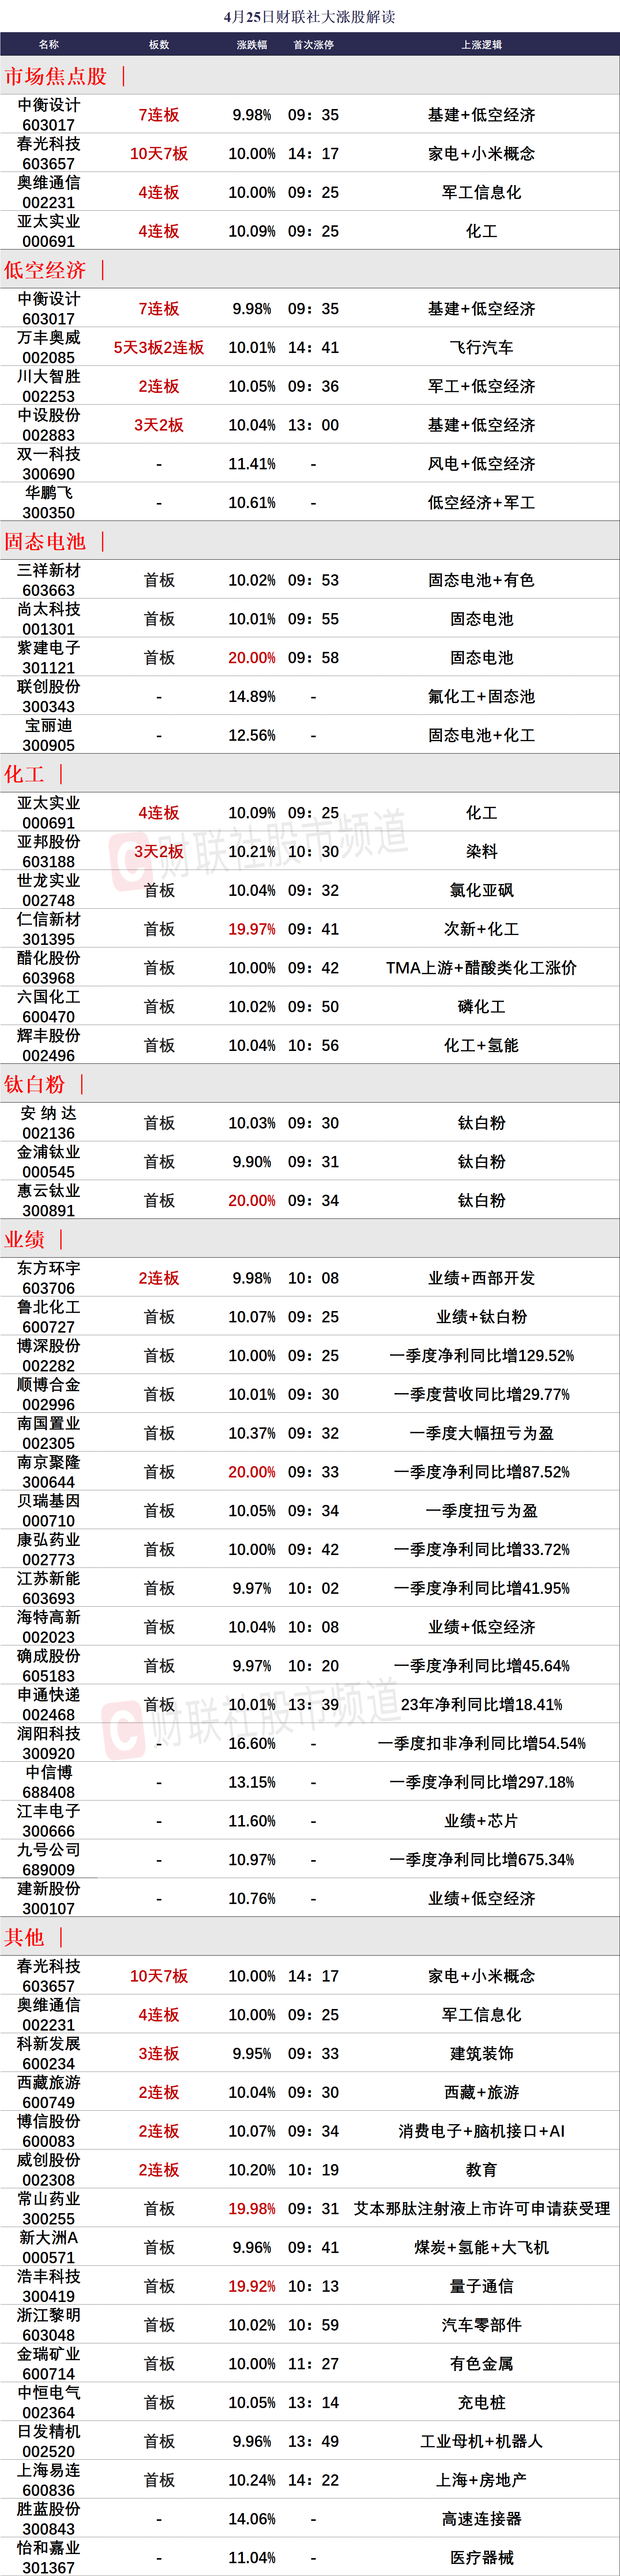 4月25日财联社大涨股解读
名称 板数 涨跌幅 首次涨停 上涨逻辑
市场焦点股 ｜
中衡设计 603017 7连板 9.98% 09：35 基建+低空经济
春光科技 603657 10天7板 10.00% 14：17 家电+小米概念
奥维通信 002231 4连板 10.00% 09：25 军工信息化
亚太实业 000691 4连板 10.09% 09：25 化工
低空经济 ｜
中衡设计 603017 7连板 9.98% 09：35 基建+低空经济
万丰奥威 002085 5天3板2连板 10.01% 14：41 飞行汽车
川大智胜 002253 2连板 10.05% 09：36 军工+低空经济
中设股份 002883 3天2板 10.04% 13：00 基建+低空经济
双一科技 300690 - 11.41% - 风电+低空经济
华鹏飞 300350 - 10.61% - 低空经济+军工
固态电池 ｜
三祥新材 603663 首板 10.02% 09：53 固态电池+有色
尚太科技 001301 首板 10.01% 09：55 固态电池
紫建电子 301121 首板 20.00% 09：58 固态电池
联创股份 300343 - 14.89% - 氟化工+固态池
宝丽迪 300905 - 12.56% - 固态电池+化工
化工 ｜
亚太实业 000691 4连板 10.09% 09：25 化工
亚邦股份 603188 3天2板 10.21% 10：30 染料
世龙实业 002748 首板 10.04% 09：32 氯化亚砜
仁信新材 301395 首板 19.97% 09：41 次新+化工
醋化股份 603968 首板 10.00% 09：42 TMA上游+醋酸类化工涨价
六国化工 600470 首板 10.02% 09：50 磷化工
辉丰股份 002496 首板 10.04% 10：56 化工+氢能
财联社股市频道
钛白粉 ｜
安 纳 达 002136 首板 10.03% 09：30 钛白粉
金浦钛业 000545 首板 9.90% 09：31 钛白粉
惠云钛业 300891 首板 20.00% 09：34 钛白粉
业绩 ｜
东方环宇 603706 2连板 9.98% 10：08 业绩+西部开发
鲁北化工 600727 首板 10.07% 09：25 业绩+钛白粉
博深股份 002282 首板 10.00% 09：25 一季度净利同比增129.52%
顺博合金 002996 首板 10.01% 09：30 一季度营收同比增29.77%
南国置业 002305 首板 10.37% 09：32 一季度大幅扭亏为盈
南京聚隆 300644 首板 20.00% 09：33 一季度净利同比增87.52%
贝瑞基因 000710 首板 10.05% 09：34 一季度扭亏为盈
康弘药业 002773 首板 10.00% 09：42 一季度净利同比增33.72%
江苏新能 603693 首板 9.97% 10：02 一季度净利同比增41.95%
海特高新 002023 首板 10.04% 10：08 业绩+低空经济
确成股份 605183 首板 9.97% 10：20 一季度净利同比增45.64%
申通快递 002468 首板 10.01% 13：39 23年净利同比增18.41%
润阳科技 300920 - 16.60% - 一季度扣非净利同比增54.54%
中信博 688408 - 13.15% - 一季度净利同比增297.18%
江丰电子 300666 - 11.60% - 业绩+芯片
九号公司 689009 - 10.97% - 一季度净利同比增675.34%
建新股份 300107 - 10.76% - 业绩+低空经济
财联社股市频道
其他 ｜
春光科技 603657 10天7板 10.00% 14：17 家电+小米概念
奥维通信 002231 4连板 10.00% 09：25 军工信息化
科新发展 600234 3连板 9.95% 09：33 建筑装饰
西藏旅游 600749 2连板 10.04% 09：30 西藏+旅游
博信股份 600083 2连板 10.07% 09：34 消费电子+脑机接口+AI
威创股份 002308 2连板 10.20% 10：19 教育
常山药业 300255 首板 19.98% 09：31 艾本那肽注射液上市许可申请获受理
新大洲A 000571 首板 9.96% 09：41 煤炭+氢能+大飞机
浩丰科技 300419 首板 19.92% 10：13 量子通信
浙江黎明 603048 首板 10.02% 10：59 汽车零部件
金瑞矿业 600714 首板 10.00% 11：27 有色金属
中恒电气 002364 首板 10.05% 13：14 充电桩
日发精机 002520 首板 9.96% 13：49 工业母机+机器人
上海易连 600836 首板 10.24% 14：22 上海+房地产
胜蓝股份 300843 - 14.06% - 高速连接器
怡和嘉业 301367 - 11.04% - 医疗器械